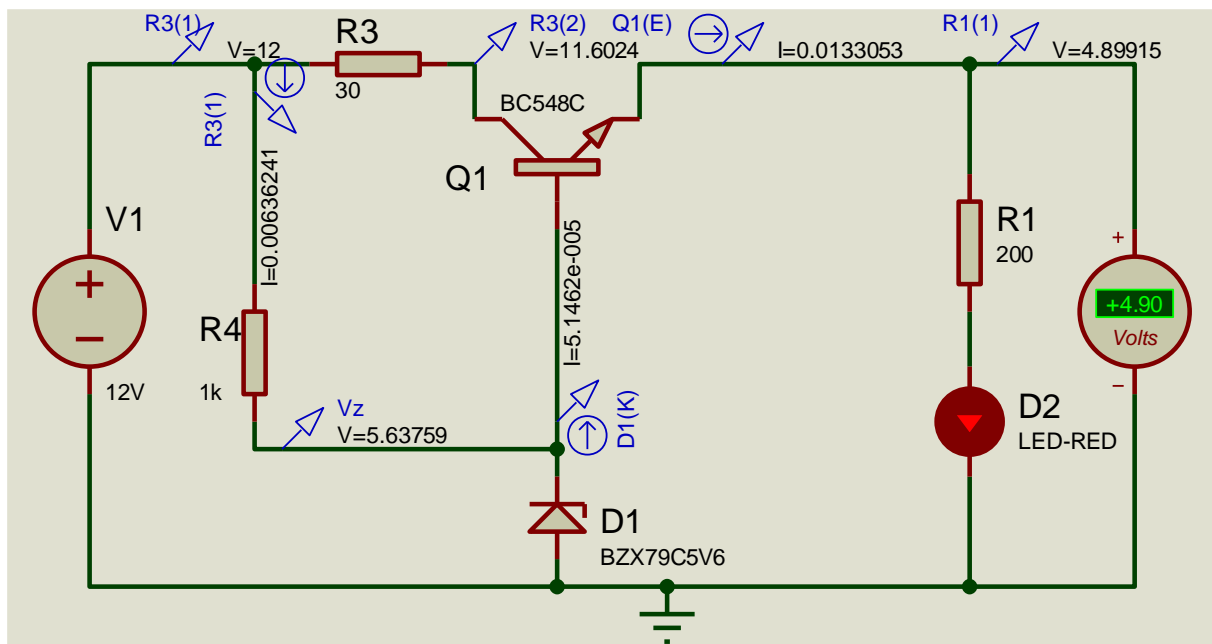 R3(1)
V=12
R3
30
R3(2)
V=11.6024
Q1(E)
I=0.0133053
R1(1)
V=4.89915
R3(1)
I=0.00636241
BC548C
Q1
V1
12V
R4
1k
Vz
V=5.63759
I=5.1462e-005
D1(K)
D1
BZX79C5V6
R1
200
D2
LED-RED
+
+4.90
Volts
−